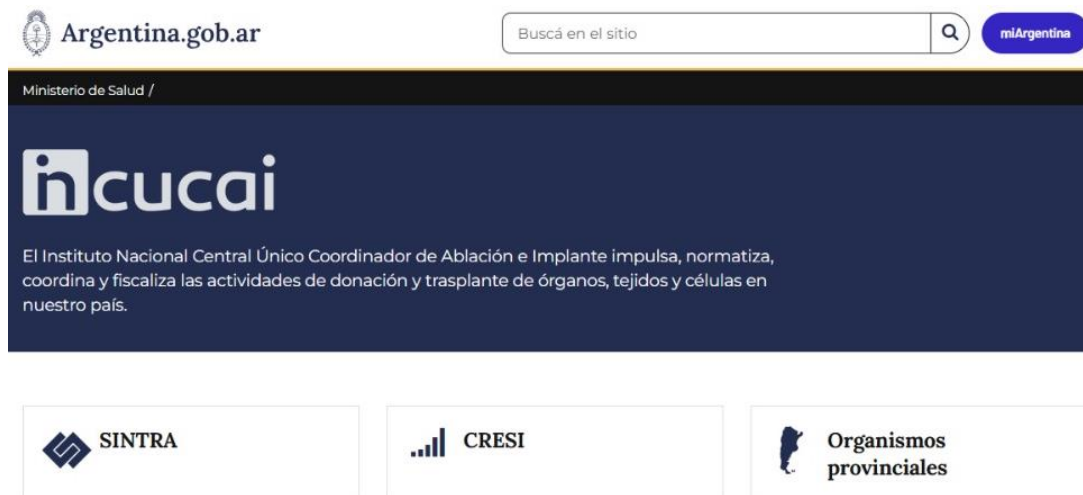 Argentina.gob.ar
Buscá en el sitio
miArgentina
Ministerio de Salud /
incucai
El Instituto Nacional Central Único Coordinador de Ablación e Implante impulsa, normatiza,
coordina y fiscaliza las actividades de donación y trasplante de órganos, tejidos y células en
nuestro país.
SINTRA
CRESI
Organismos
provinciales